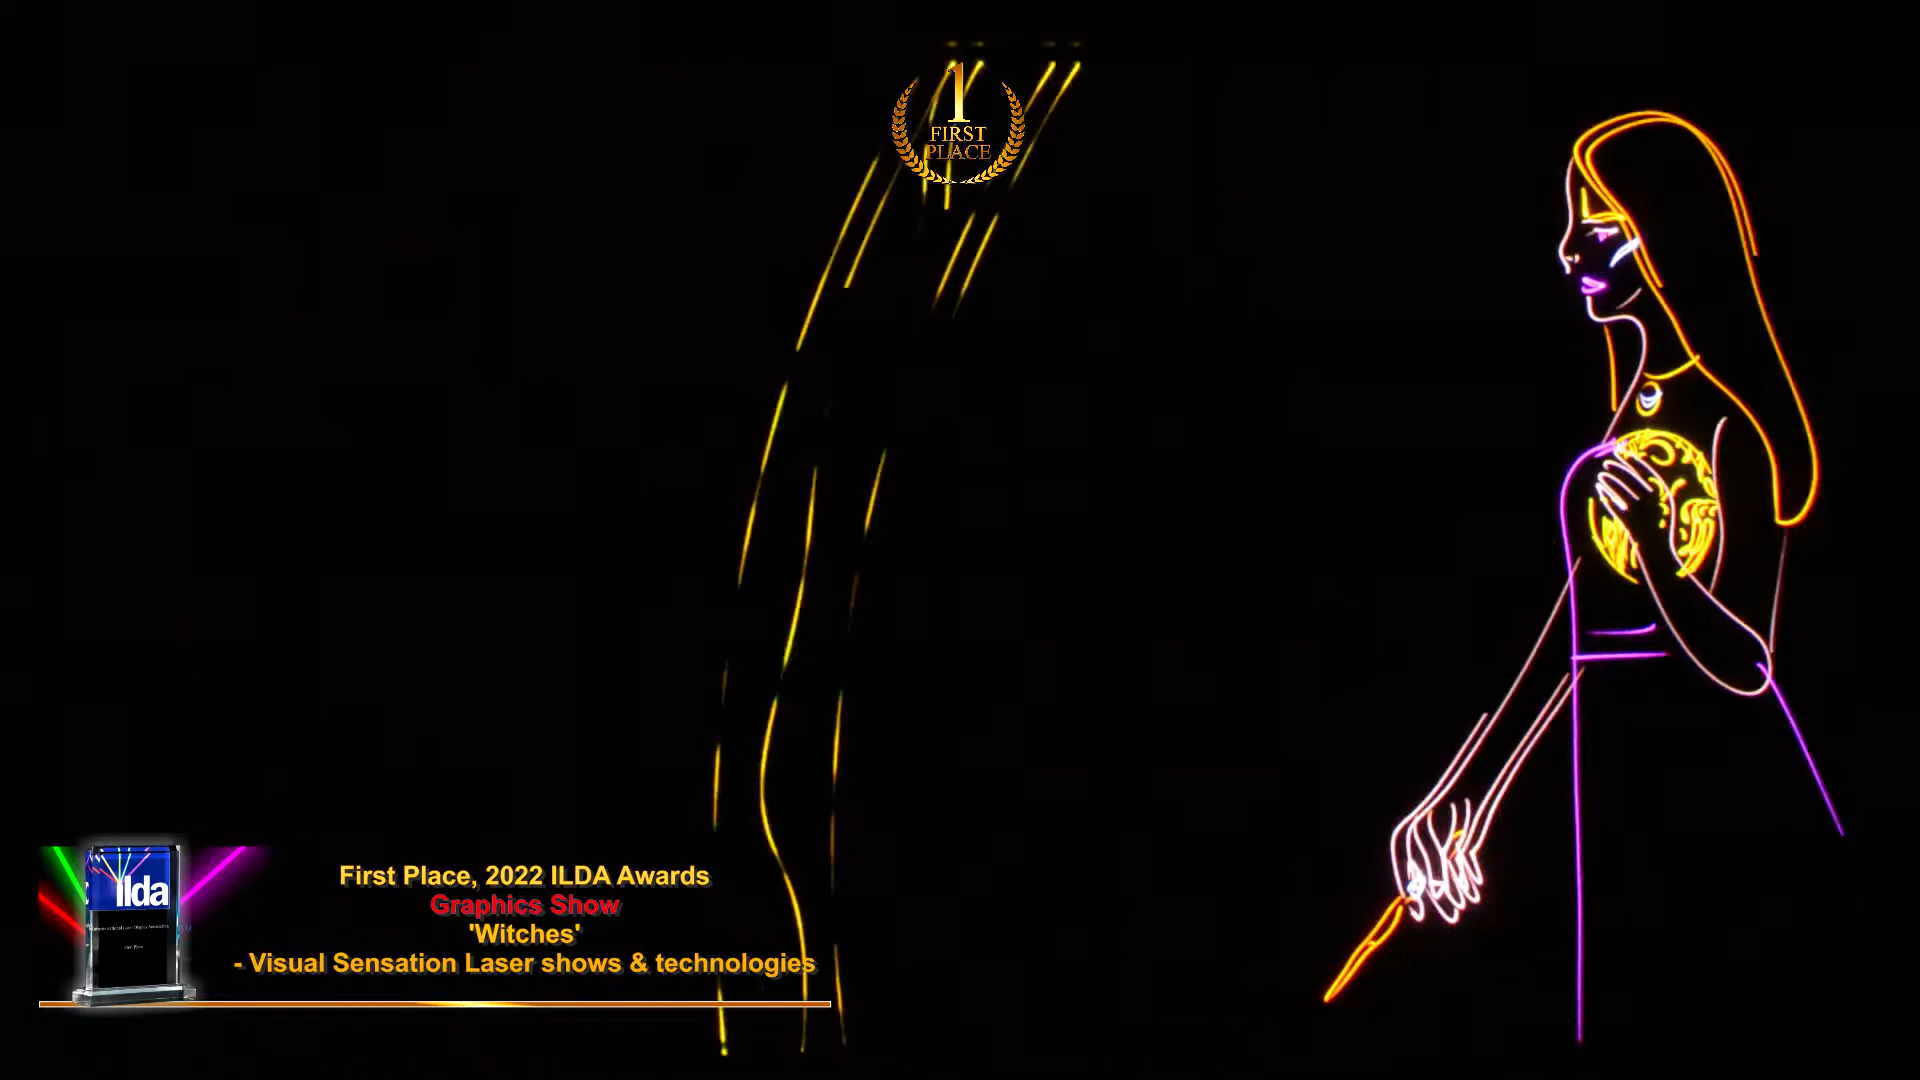 1
FIRST
PLACE
ilda
First Place, 2022 ILDA Awards
Graphics Show
'Witches'
- Visual Sensation Laser shows & technologies